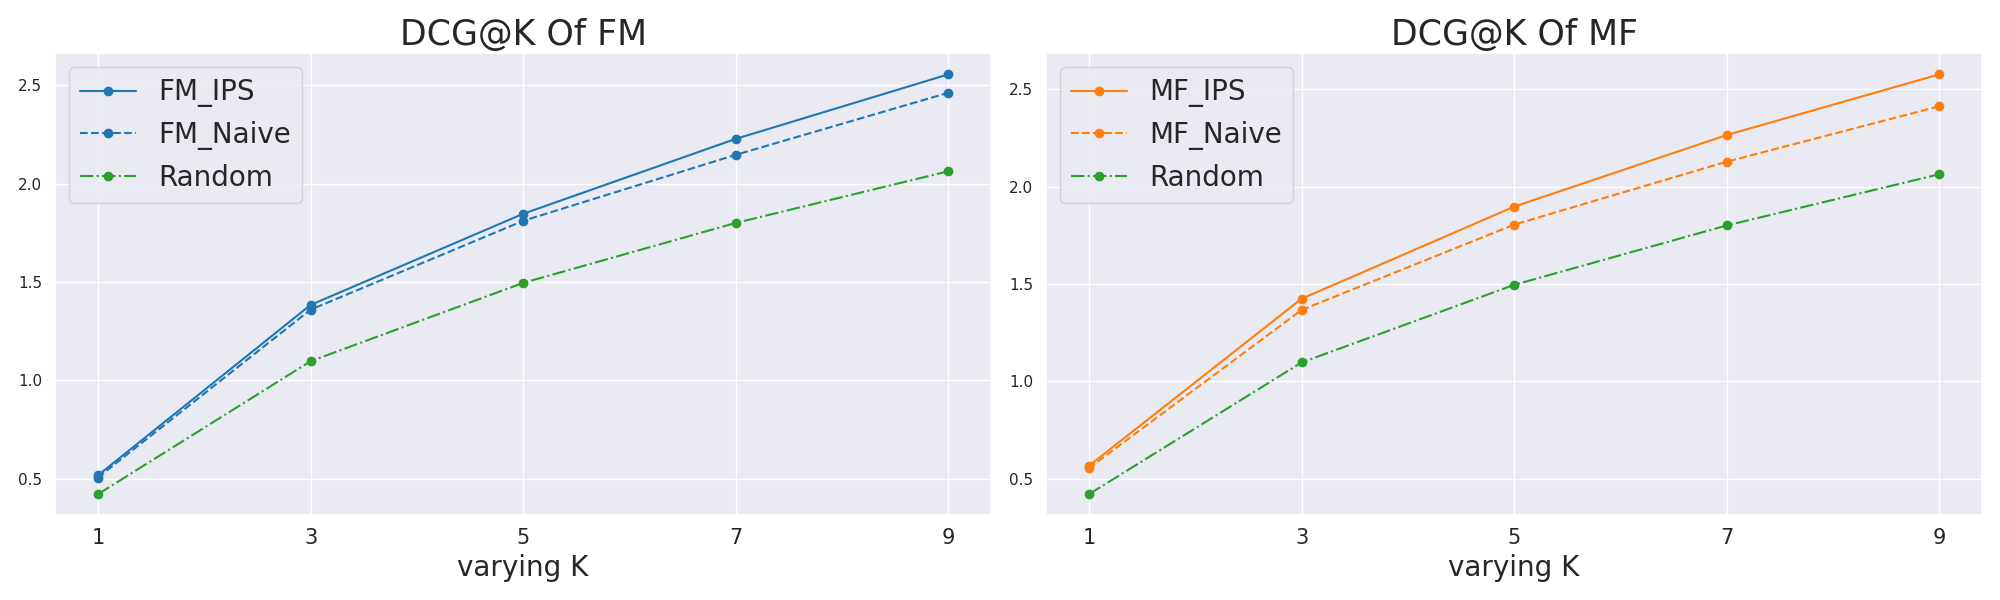 DCG@K Of FM
FM_IPS
FM_Naive
Random
2.5
2.0
1.5
1.0
0.5
1 3 5 7 9
varying K
DCG@K Of MF
MF_IPS
MF_Naive
Random
2.5
2.0
1.5
1.0
0.5
1 3 5 7 9
varying K